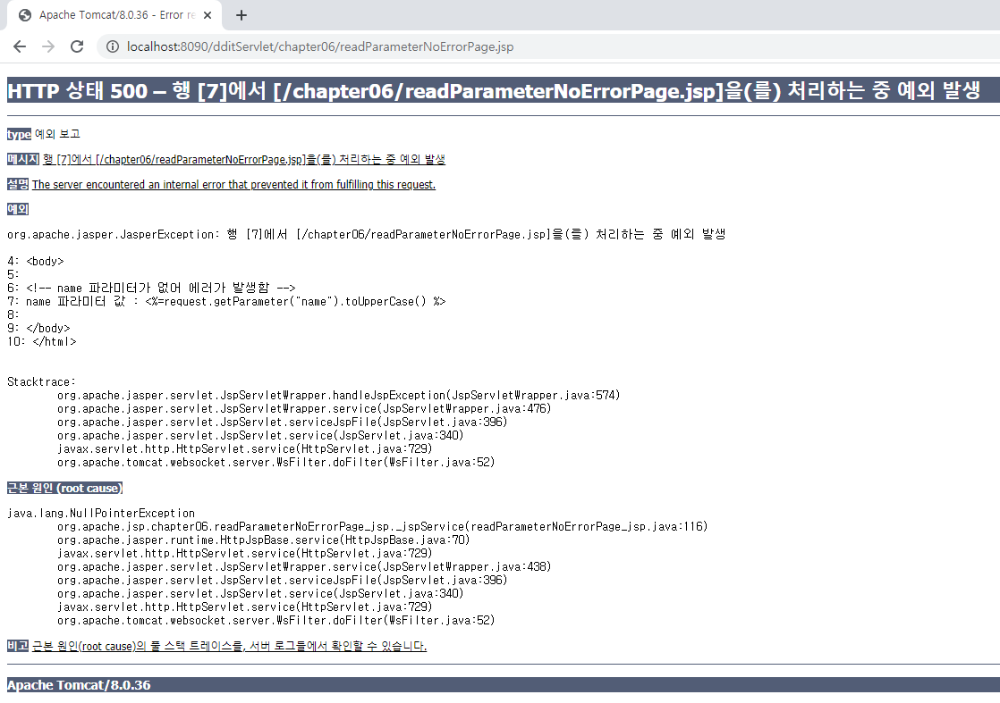 Apache Tomcat/8.0.36 - Error re
localhost:8090/dditServlet/chapter06/readParameterNoErrorPage.jsp
HTTP 상태 500 – 행 [7]에서 [/chapter06/readParameterNoErrorPage.jsp]을(를) 처리하는 중 예외 발생
type 예외 보고
메시지 행 [7]에서 [/chapter06/readParameterNoErrorPage.jsp]을(를) 처리하는 중 예외 발생
설명 The server encountered an internal error that prevented it from fulfilling this request.
예외
org.apache.jasper.JasperException: 행 [7]에서 [/chapter06/readParameterNoErrorPage.jsp]을(를) 처리하는 중 예외 발생
4: <body>
5:
6: <!-- name 파라미터가 없어 에러가 발생함 -->
7: name 파라미터 값 : <%=request.getParameter("name").toUpperCase() %>
8:
9: </body>
10: </html>
Stacktrace:
org.apache.jasper.servlet.JspServletWrapper.handleJspException(JspServletWrapper.java:574)
org.apache.jasper.servlet.JspServletWrapper.service(JspServletWrapper.java:476)
org.apache.jasper.servlet.JspServlet.serviceJspFile(JspServlet.java:396)
org.apache.jasper.servlet.JspServlet.service(JspServlet.java:340)
javax.servlet.http.HttpServlet.service(HttpServlet.java:729)
org.apache.tomcat.websocket.server.WsFilter.doFilter(WsFilter.java:52)
근본 원인 (root cause)
java.lang.NullPointerException
org.apache.jsp.chapter06.readParameterNoErrorPage_jsp._jspService(readParameterNoErrorPage_jsp.java:116)
org.apache.jasper.runtime.HttpJspBase.service(HttpJspBase.java:70)
javax.servlet.http.HttpServlet.service(HttpServlet.java:729)
org.apache.jasper.servlet.JspServletWrapper.service(JspServletWrapper.java:438)
org.apache.jasper.servlet.JspServlet.serviceJspFile(JspServlet.java:396)
org.apache.jasper.servlet.JspServlet.service(JspServlet.java:340)
javax.servlet.http.HttpServlet.service(HttpServlet.java:729)
org.apache.tomcat.websocket.server.WsFilter.doFilter(WsFilter.java:52)
비고 근본 원인(root cause)의 풀 스택 트레이스를, 서버 로그들에서 확인할 수 있습니다.
Apache Tomcat/8.0.36